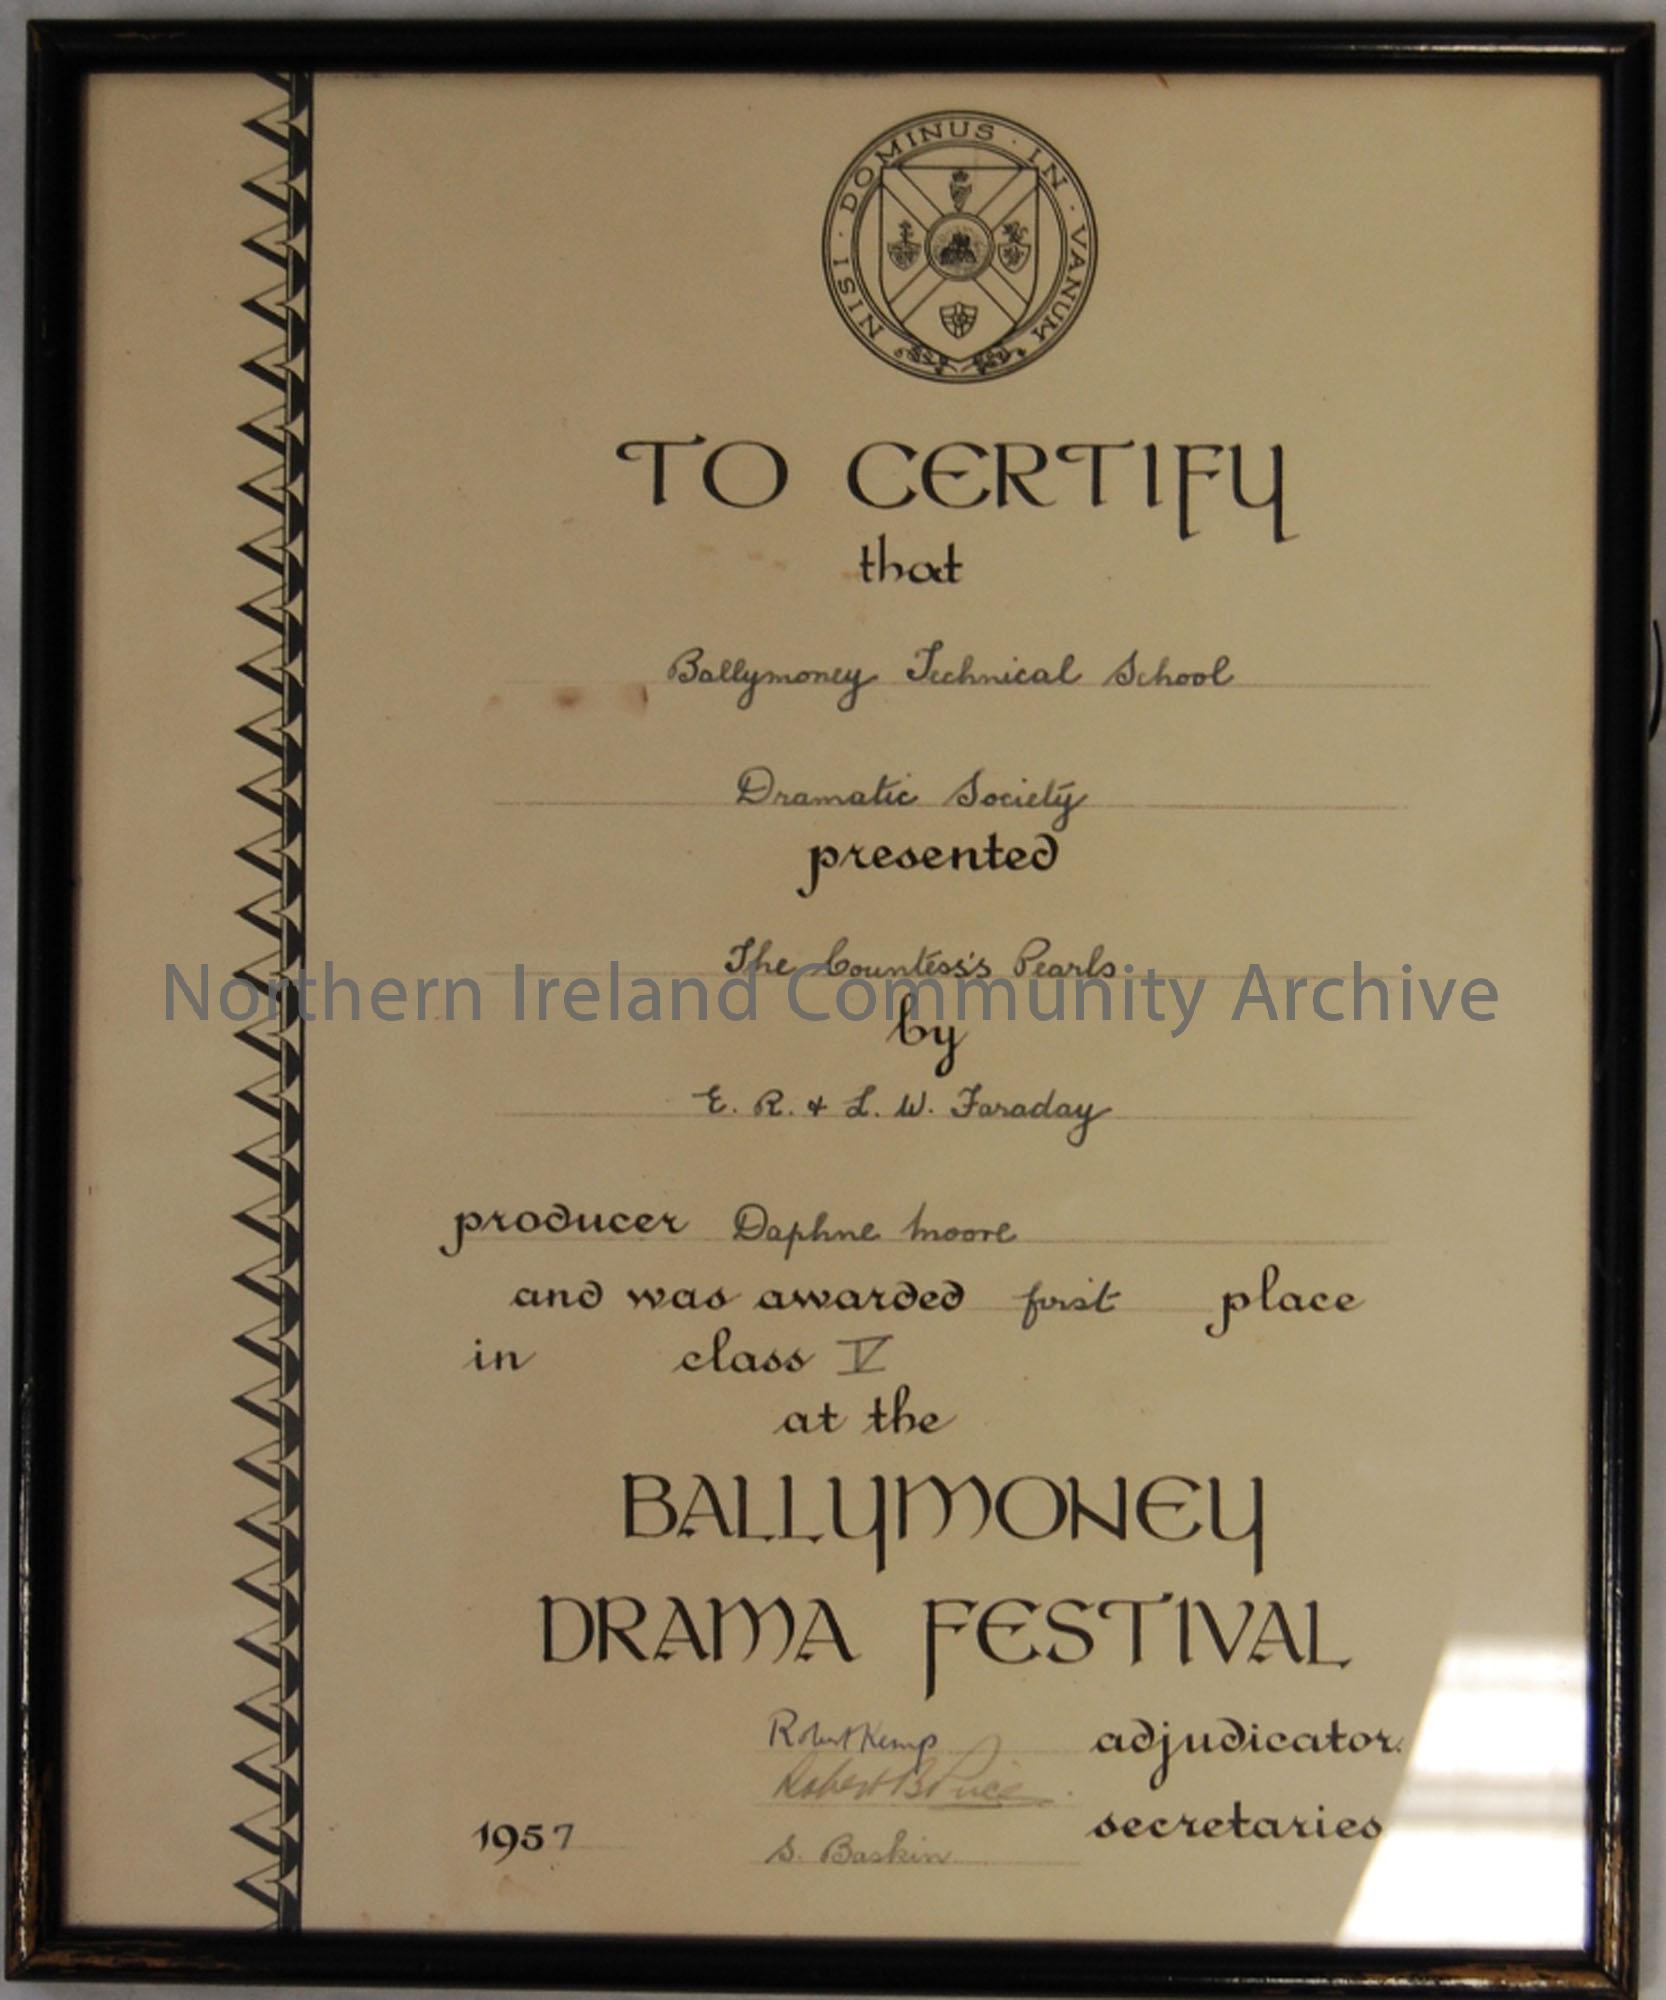 NISI · DOMINUS · IN · VANUM
TO CERTIFY
that
Ballymoney Technical School
Dramatic Society
presented
The Countess's Pearls
Northern Ireland Community Archive
by
E. R. & L. W. Faraday
producer Daphne Moore
and was awarded first place
in class V
at the
BALLYMONEY
DRAMA FESTIVAL
Robert Kemp adjudicator.
Robert B Price
secretaries
1957 S. Baskin